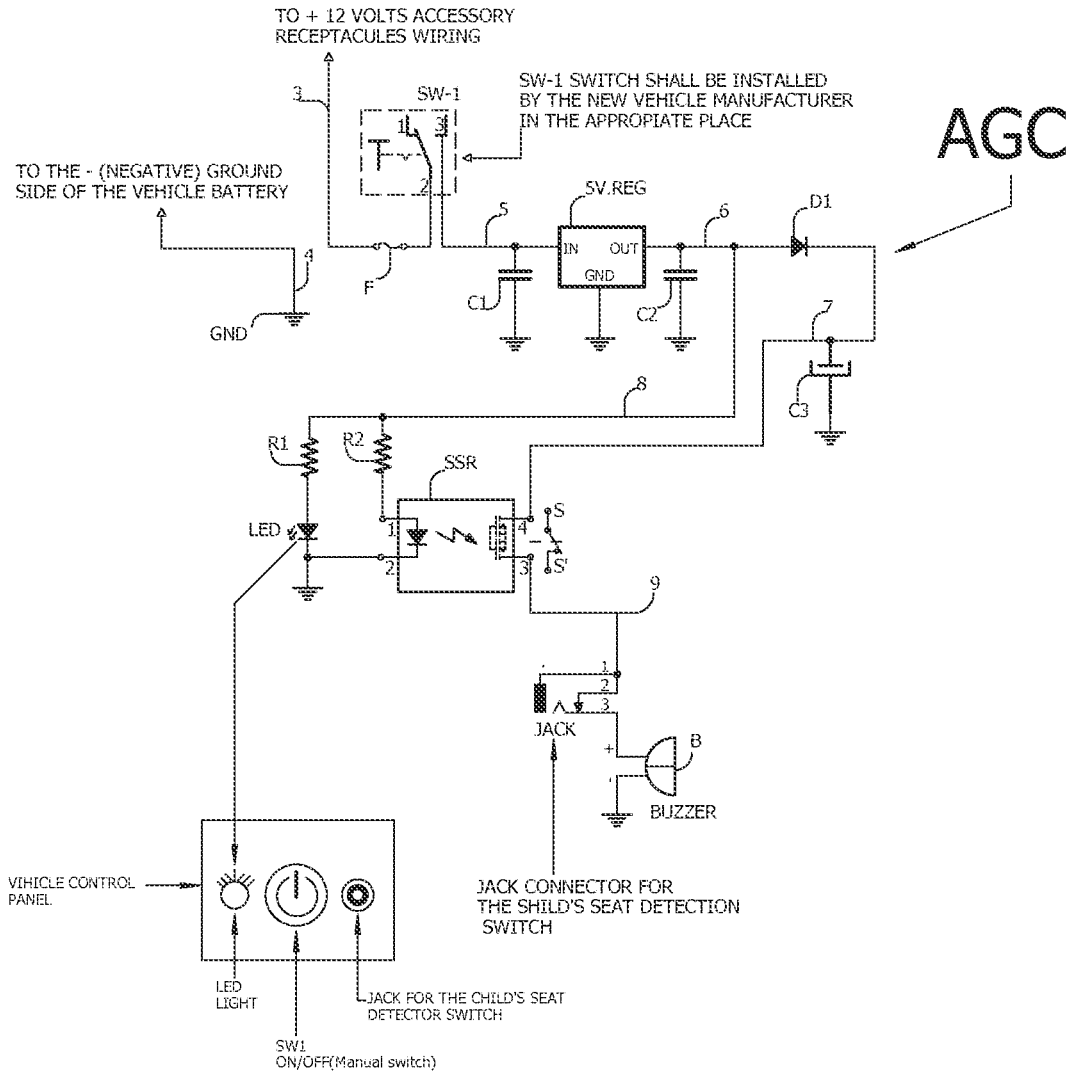 TO + 12 VOLTS ACCESSORY
RECEPTACULES WIRING
3
SW-1
1
3
2
SW-1 SWITCH SHALL BE INSTALLED
BY THE NEW VEHICLE MANUFACTURER
IN THE APPROPIATE PLACE
AGC
TO THE - (NEGATIVE) GROUND
SIDE OF THE VEHICLE BATTERY
4
GND
F
5
5V.REG
IN
OUT
GND
6
D1
C1
C2
7
C3
8
R1
R2
SSR
LED
1
2
4
3
S
S'
9
1
2
3
JACK
+
-
B
BUZZER
VIHICLE CONTROL
PANEL
JACK CONNECTOR FOR
THE SHILD'S SEAT DETECTION
SWITCH
LED
LIGHT
JACK FOR THE CHILD'S SEAT
DETECTOR SWITCH
SW1
ON/OFF(Manual switch)